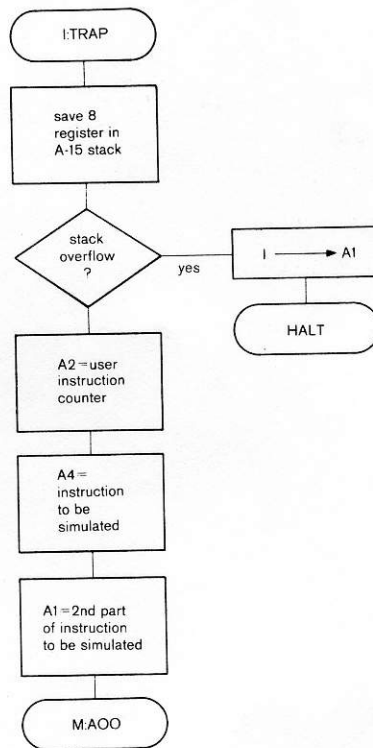 I:TRAP
save 8
register in
A-15 stack
stack
overflow
?
yes
I → A1
HALT
A2=user
instruction
counter
A4=
instruction
to be
simulated
A1=2nd part
of instruction
to be simulated
M:AOO